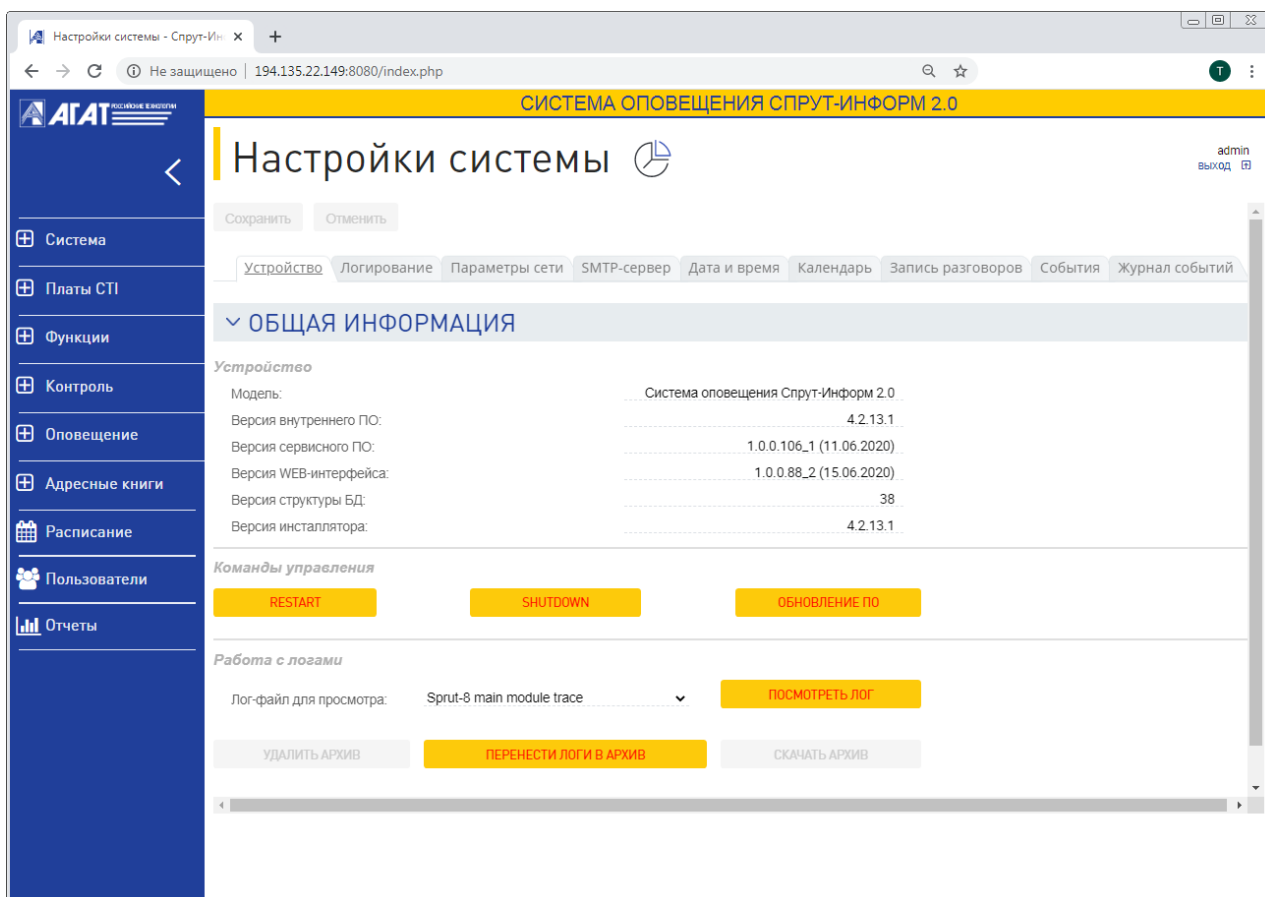 Настройки системы - Спрут-Ин
Не защищено | 194.135.22.149:8080/index.php
T
АГАТ РОССИЙСКИЕ ТЕХНОЛОГИИ
СИСТЕМА ОПОВЕЩЕНИЯ СПРУТ-ИНФОРМ 2.0
Настройки системы
admin
выход
Сохранить Отменить
Устройство Логирование Параметры сети SMTP-сервер Дата и время Календарь Запись разговоров События Журнал событий
Система
Платы CTI
Функции
Контроль
Оповещение
Адресные книги
Расписание
Пользователи
Отчеты
ОБЩАЯ ИНФОРМАЦИЯ
Устройство
Модель: Система оповещения Спрут-Информ 2.0
Версия внутреннего ПО: 4.2.13.1
Версия сервисного ПО: 1.0.0.106_1 (11.06.2020)
Версия WEB-интерфейса: 1.0.0.88_2 (15.06.2020)
Версия структуры БД: 38
Версия инсталлятора: 4.2.13.1
Команды управления
RESTART SHUTDOWN ОБНОВЛЕНИЕ ПО
Работа с логами
Лог-файл для просмотра: Sprut-8 main module trace ПОСМОТРЕТЬ ЛОГ
УДАЛИТЬ АРХИВ ПЕРЕНЕСТИ ЛОГИ В АРХИВ СКАЧАТЬ АРХИВ